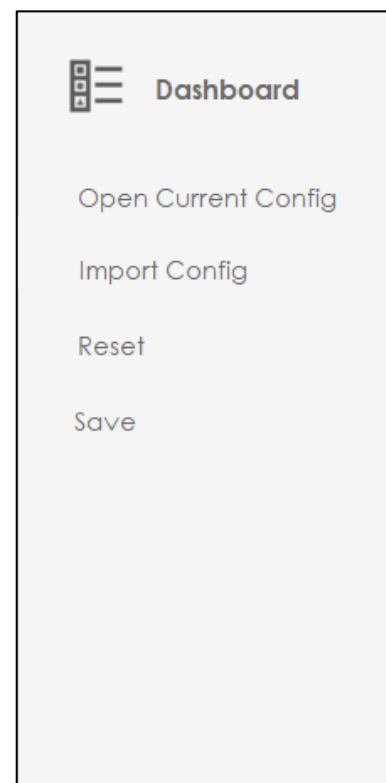 Dashboard
Open Current Config
Import Config
Reset
Save